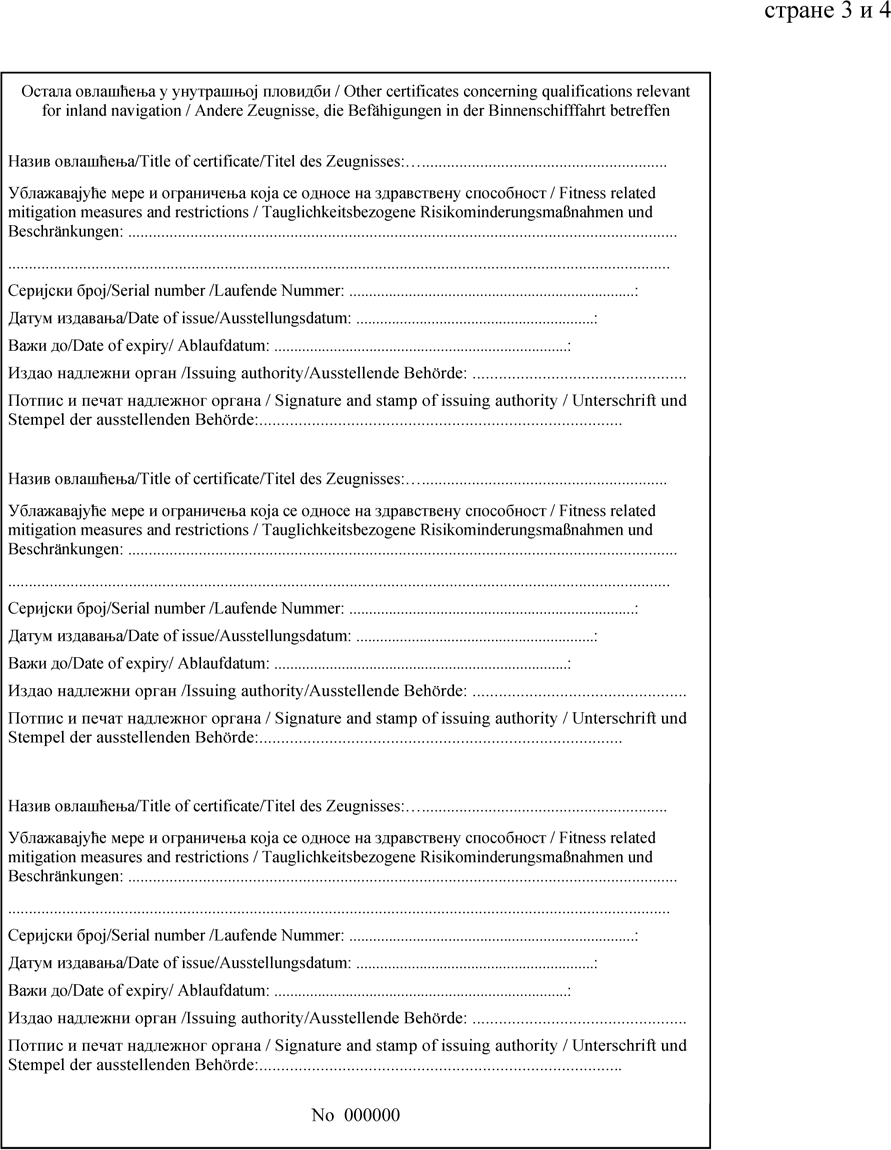 стране 3 и 4
Остала овлашћења у унутрашњој пловидби / Other certificates concerning qualifications relevant
for inland navigation / Andere Zeugnisse, die Befähigungen in der Binnenschifffahrt betreffen
Назив овлашћења/Title of certificate/Titel des Zeugnisses:…...........................................................
Ублажавајуће мере и ограничења која се односе на здравствену способност / Fitness related
mitigation measures and restrictions / Tauglichkeitsbezogene Risikominderungsmaßnahmen und
Beschränkungen: ....................................................................................................................................
................................................................................................................................................................
Серијски број/Serial number /Laufende Nummer: .....................................................................:
Датум издавања/Date of issue/Ausstellungsdatum: .........................................................:
Важи до/Date of expiry/ Ablaufdatum: .......................................................................:
Издао надлежни орган /Issuing authority/Ausstellende Behörde: ................................................
Потпис и печат надлежног органа / Signature and stamp of issuing authority / Unterschrift und
Stempel der ausstellenden Behörde:...................................................................................
Назив овлашћења/Title of certificate/Titel des Zeugnisses:…...........................................................
Ублажавајуће мере и ограничења која се односе на здравствену способност / Fitness related
mitigation measures and restrictions / Tauglichkeitsbezogene Risikominderungsmaßnahmen und
Beschränkungen: ....................................................................................................................................
................................................................................................................................................................
Серијски број/Serial number /Laufende Nummer: .....................................................................:
Датум издавања/Date of issue/Ausstellungsdatum: .........................................................:
Важи до/Date of expiry/ Ablaufdatum: .......................................................................:
Издао надлежни орган /Issuing authority/Ausstellende Behörde: ................................................
Потпис и печат надлежног органа / Signature and stamp of issuing authority / Unterschrift und
Stempel der ausstellenden Behörde:...................................................................................
Назив овлашћења/Title of certificate/Titel des Zeugnisses:…...........................................................
Ублажавајуће мере и ограничења која се односе на здравствену способност / Fitness related
mitigation measures and restrictions / Tauglichkeitsbezogene Risikominderungsmaßnahmen und
Beschränkungen: ....................................................................................................................................
................................................................................................................................................................
Серијски број/Serial number /Laufende Nummer: .....................................................................:
Датум издавања/Date of issue/Ausstellungsdatum: .........................................................:
Важи до/Date of expiry/ Ablaufdatum: .......................................................................:
Издао надлежни орган /Issuing authority/Ausstellende Behörde: ................................................
Потпис и печат надлежног органа / Signature and stamp of issuing authority / Unterschrift und
Stempel der ausstellenden Behörde:...................................................................................
No 000000